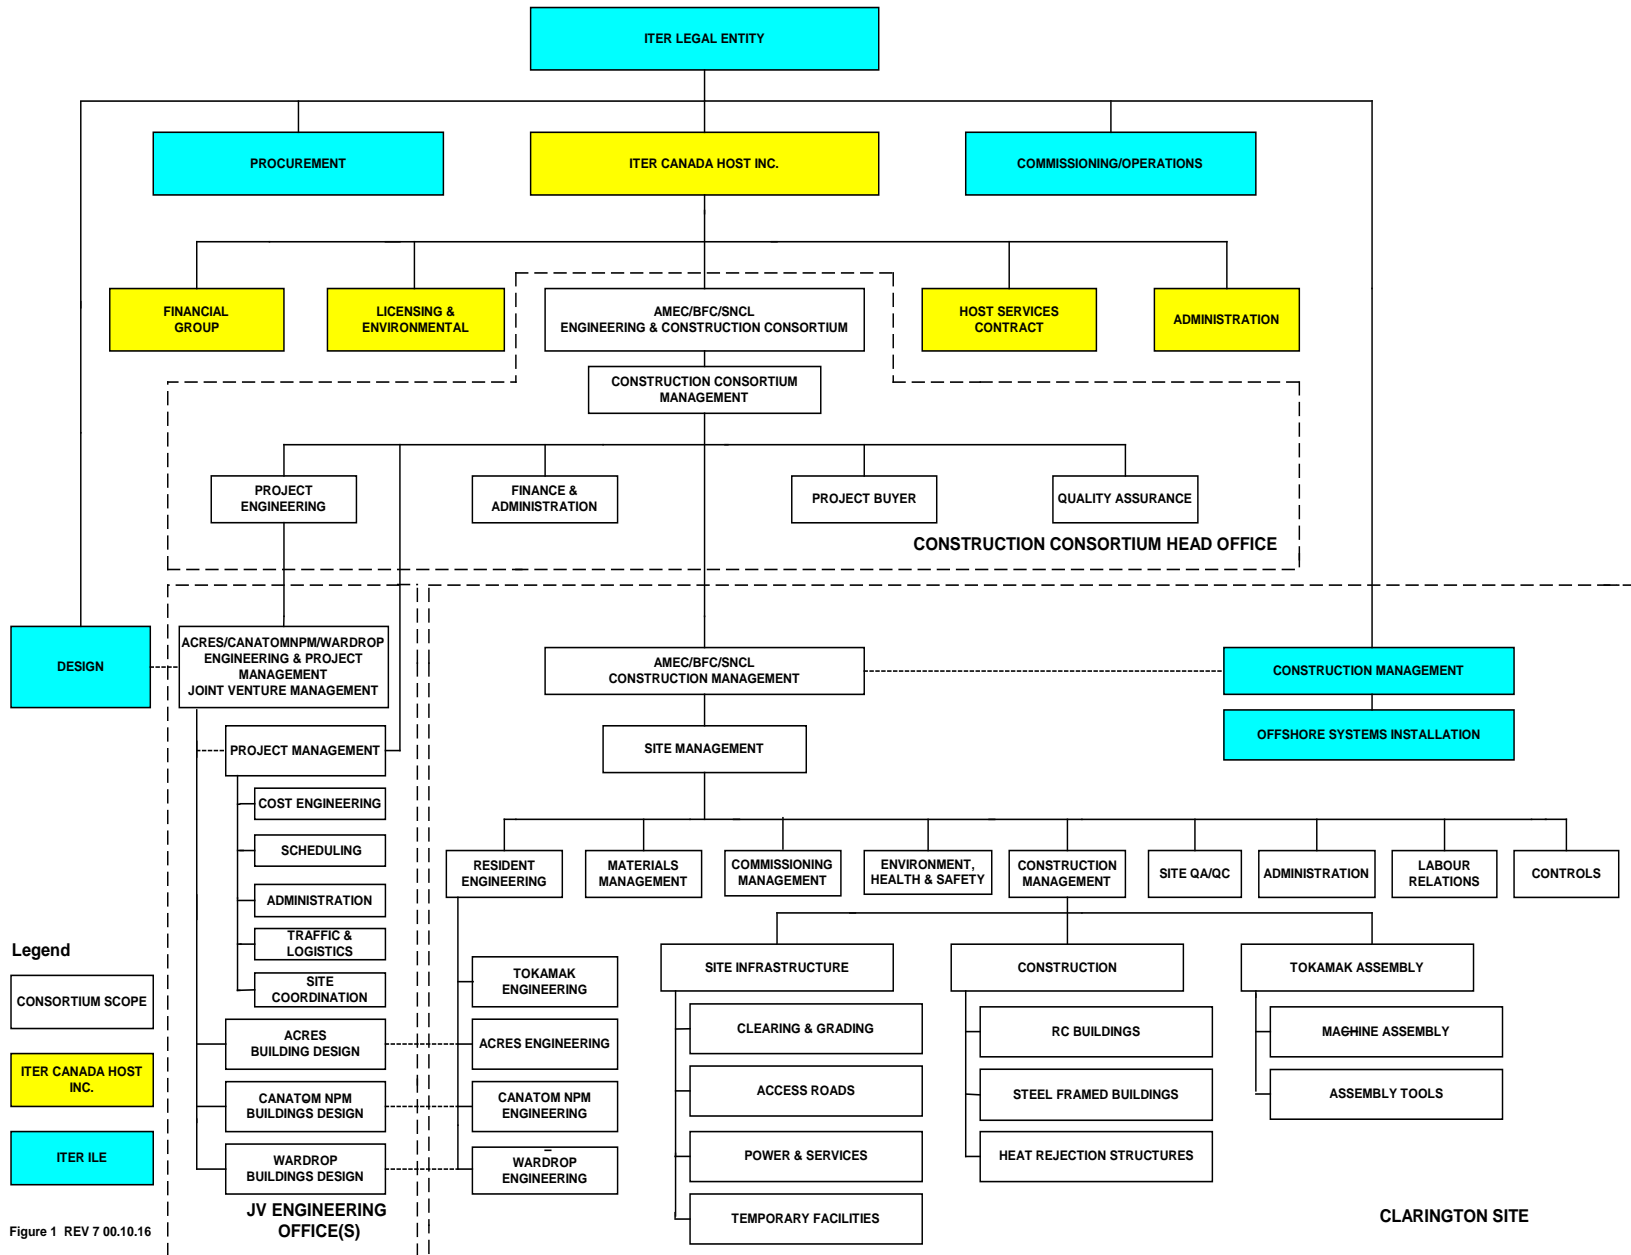 ITER LEGAL ENTITY
PROCUREMENT
ITER CANADA HOST INC.
COMMISSIONING/OPERATIONS
FINANCIAL
GROUP
LICENSING &
ENVIRONMENTAL
AMEC/BFC/SNCL
ENGINEERING & CONSTRUCTION CONSORTIUM
HOST SERVICES
CONTRACT
ADMINISTRATION
CONSTRUCTION CONSORTIUM
MANAGEMENT
PROJECT
ENGINEERING
FINANCE &
ADMINISTRATION
PROJECT BUYER
QUALITY ASSURANCE
CONSTRUCTION CONSORTIUM HEAD OFFICE
DESIGN
ACRES/CANATOMNPM/WARDROP
ENGINEERING & PROJECT
MANAGEMENT
JOINT VENTURE MANAGEMENT
AMEC/BFC/SNCL
CONSTRUCTION MANAGEMENT
CONSTRUCTION MANAGEMENT
OFFSHORE SYSTEMS INSTALLATION
PROJECT MANAGEMENT
SITE MANAGEMENT
COST ENGINEERING
SCHEDULING
ADMINISTRATION
TRAFFIC &
LOGISTICS
SITE
COORDINATION
RESIDENT
ENGINEERING
MATERIALS
MANAGEMENT
COMMISSIONING
MANAGEMENT
ENVIRONMENT,
HEALTH & SAFETY
CONSTRUCTION
MANAGEMENT
SITE QA/QC
ADMINISTRATION
LABOUR
RELATIONS
CONTROLS
ACRES
BUILDING DESIGN
CANATOM NPM
BUILDINGS DESIGN
WARDROP
BUILDINGS DESIGN
TOKAMAK
ENGINEERING
ACRES ENGINEERING
CANATOM NPM
ENGINEERING
WARDROP
ENGINEERING
SITE INFRASTRUCTURE
CLEARING & GRADING
ACCESS ROADS
POWER & SERVICES
TEMPORARY FACILITIES
CONSTRUCTION
RC BUILDINGS
STEEL FRAMED BUILDINGS
HEAT REJECTION STRUCTURES
TOKAMAK ASSEMBLY
MACHINE ASSEMBLY
ASSEMBLY TOOLS
Legend
CONSORTIUM SCOPE
ITER CANADA HOST
INC.
ITER ILE
JV ENGINEERING
OFFICE(S)
CLARINGTON SITE
Figure 1 REV 7 00.10.16